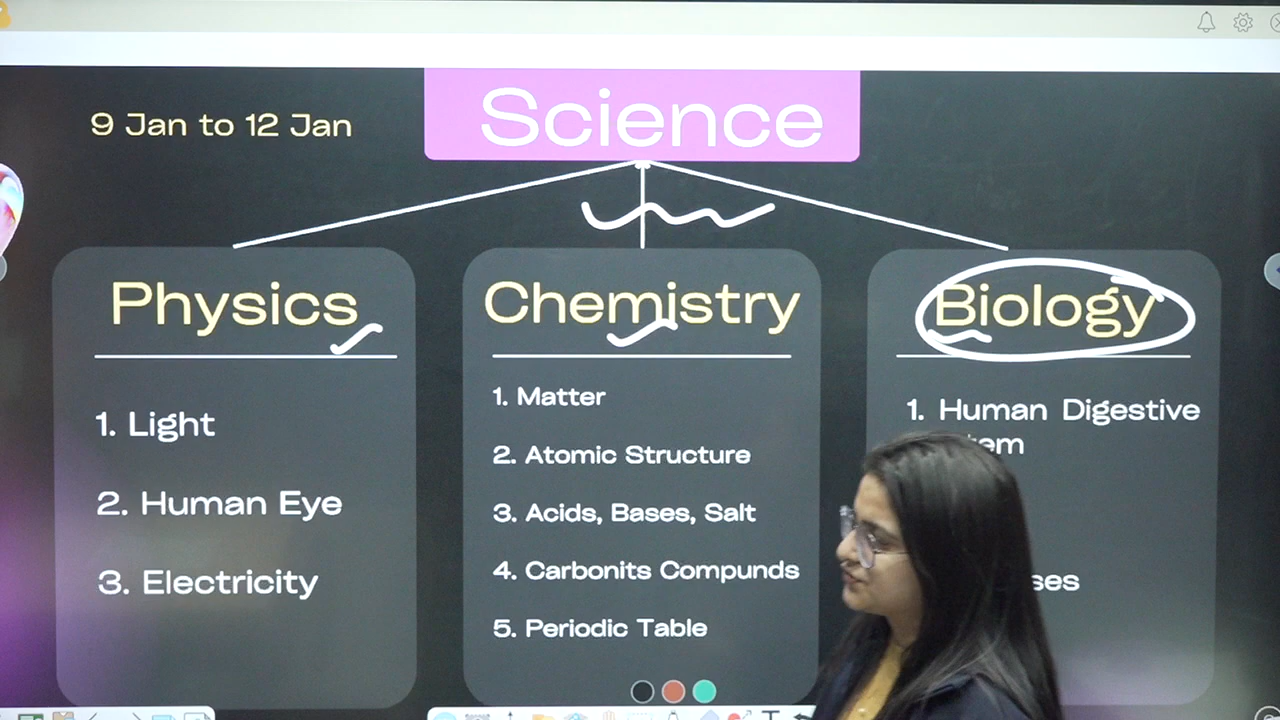 9 Jan to 12 Jan
Science
Physics
1. Light
2. Human Eye
3. Electricity
Chemistry
1. Matter
2. Atomic Structure
3. Acids, Bases, Salt
4. Carbonits Compunds
5. Periodic Table
Biology
1. Human Digestive